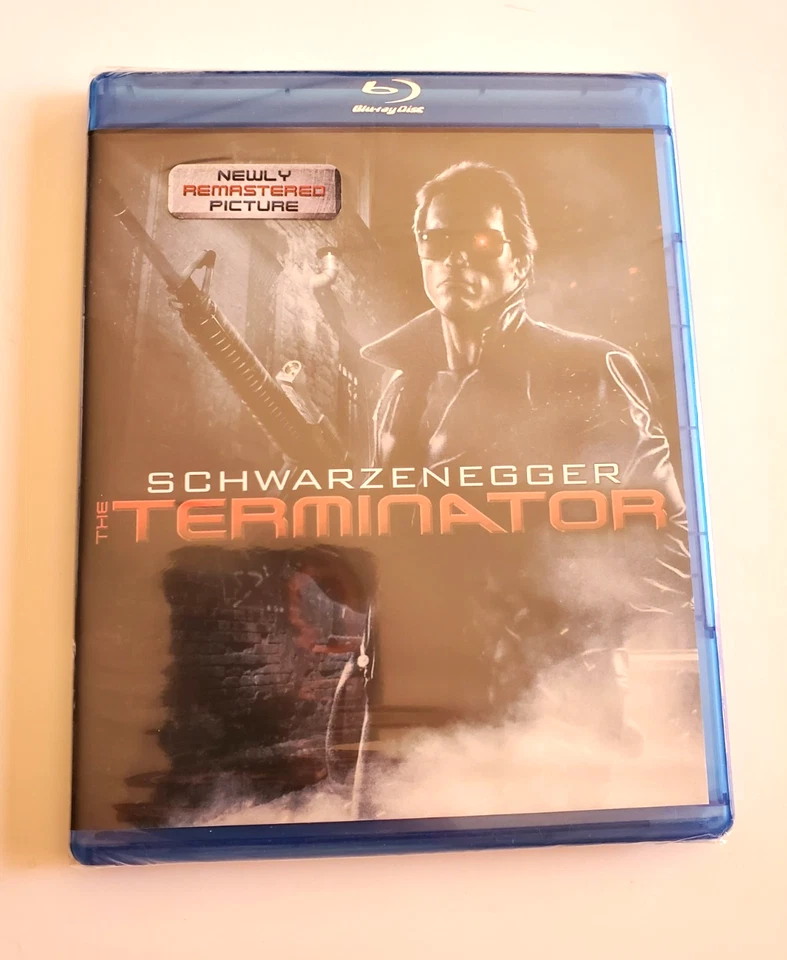 Blu-ray Disc
NEWLY
REMASTERED
PICTURE
SCHWARZENEGGER
THE TERMINATOR